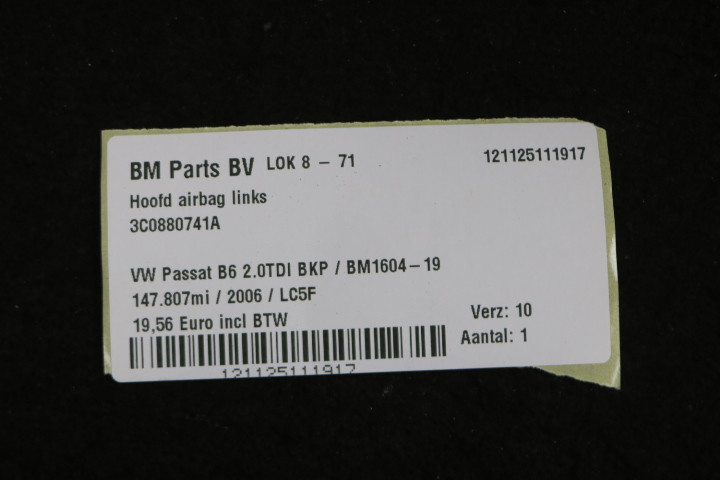 BM Parts BV LOK 8 - 71 121125111917
Hoofd airbag links
3C0880741A
VW Passat B6 2.0TDI BKP / BM1604-19
147.807mi / 2006 / LC5F
19,56 Euro incl BTW
Verz: 10
Aantal: 1
121125111917